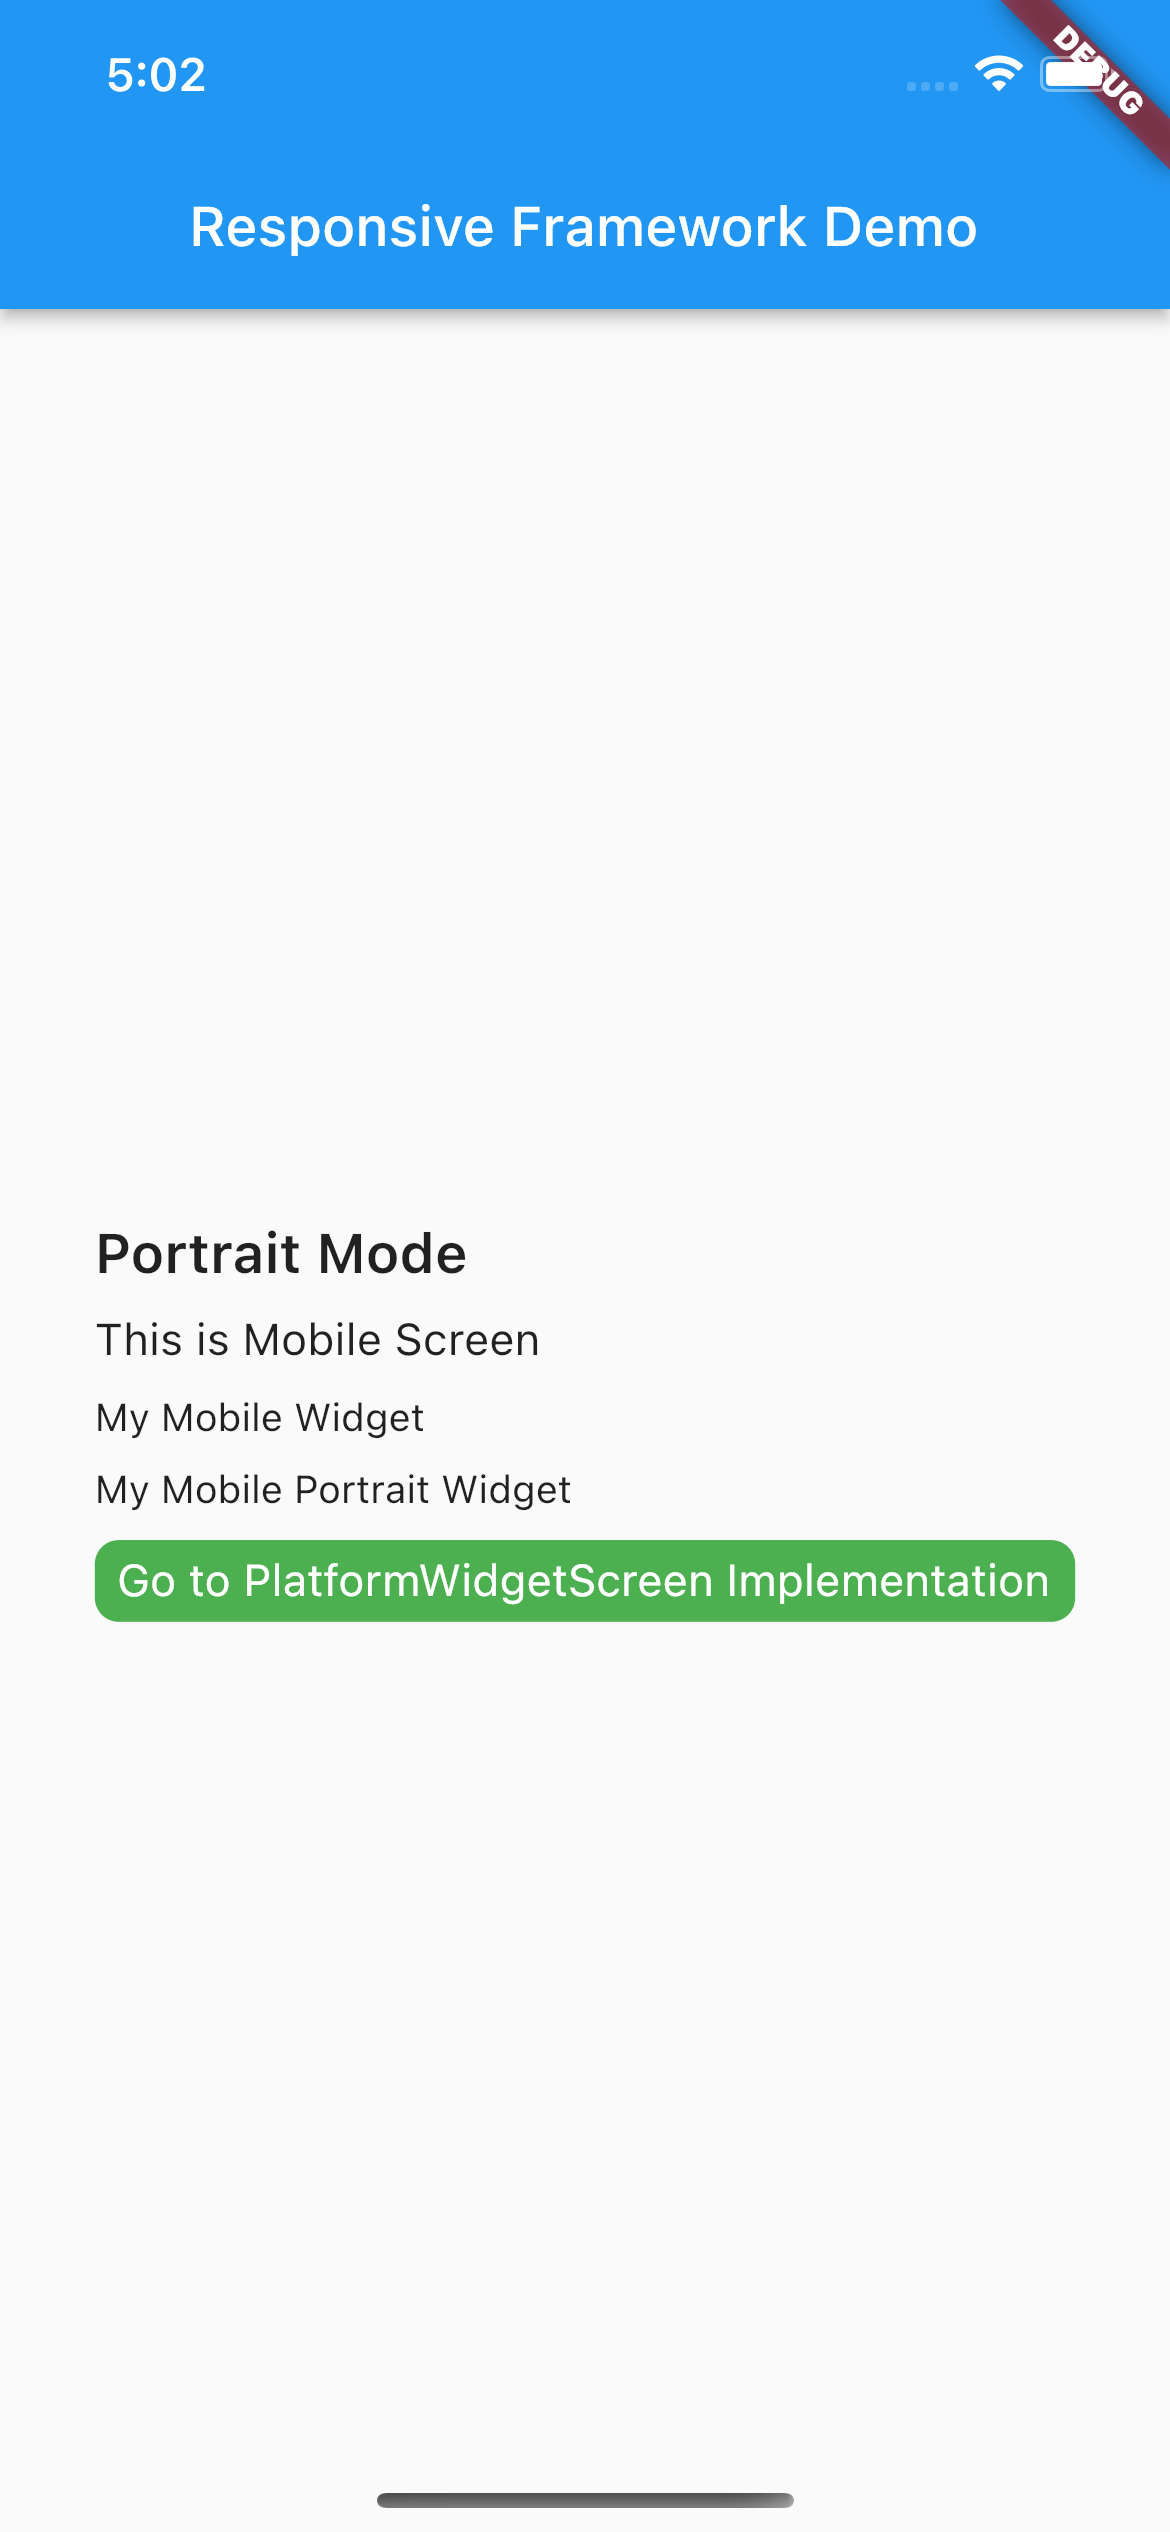 5:02
DEBUG
Responsive Framework Demo
Portrait Mode
This is Mobile Screen
My Mobile Widget
My Mobile Portrait Widget
Go to PlatformWidgetScreen Implementation